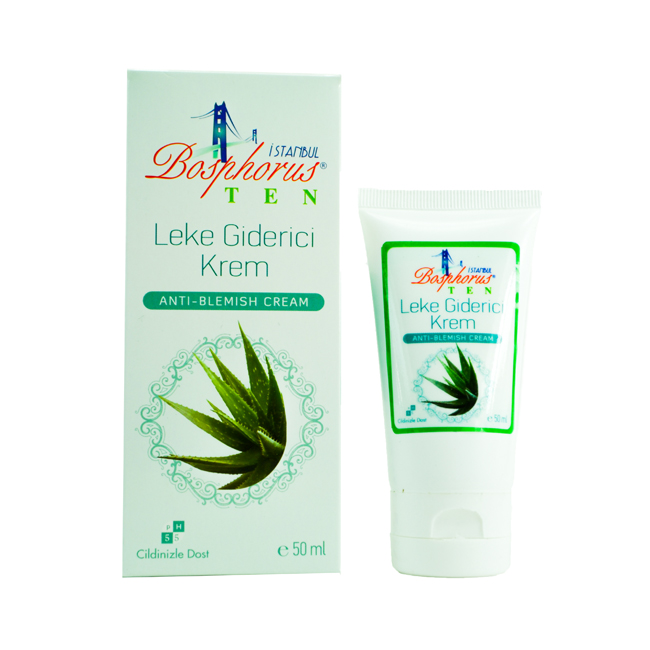 İSTANBUL
Bosphorus®
TEN
Leke Giderici
Krem
ANTI-BLEMISH CREAM
PH
5.5
Cildinizle Dost
℮ 50 ml
İSTANBUL
Bosphorus®
TEN
Leke Giderici
Krem
ANTI-BLEMISH CREAM
Cildinizle Dost
℮ 50 ml